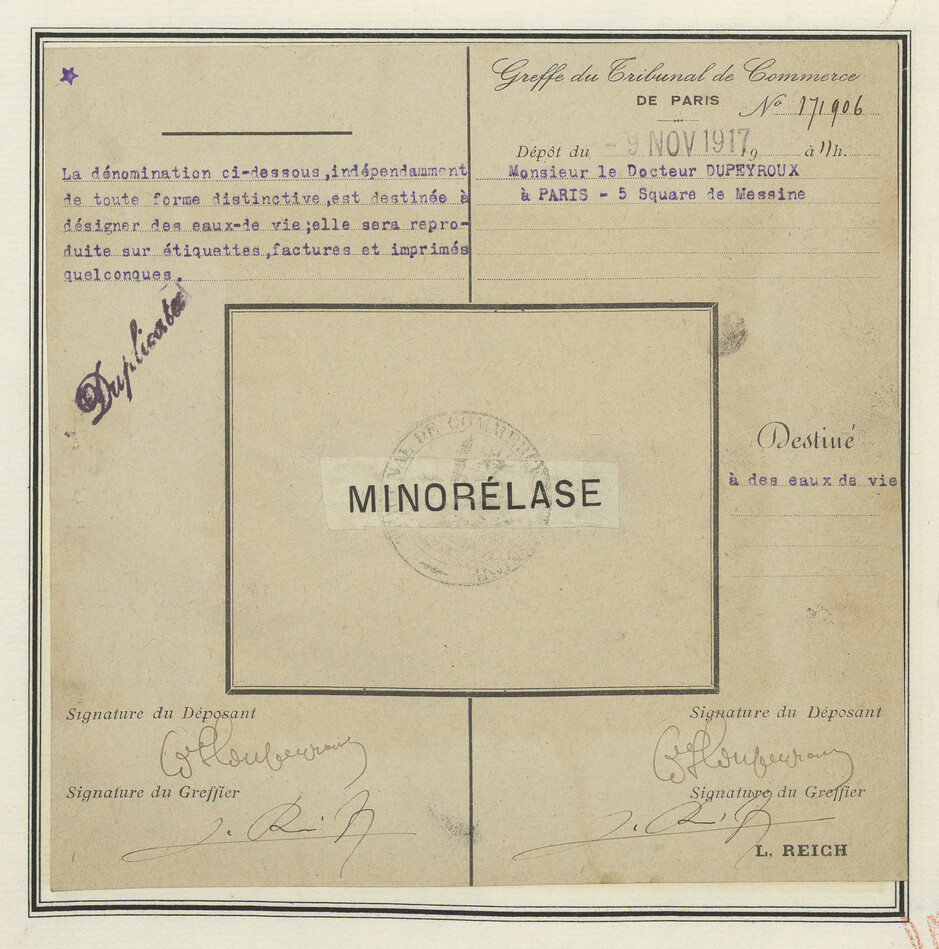 Greffe du Tribunal de Commerce
DE PARIS
No 171906
Dépôt du - 9 NOV 1917 19 à 11h.
Monsieur le Docteur DUPEYROUX
à PARIS - 5 Square de Messine
La dénomination ci-dessous,indépendamment
de toute forme distinctive,est destinée à
désigner des eaux-de vie;elle sera repro-
duite sur étiquettes,factures et imprimés
quelconques.
Duplicata
DE COMMERCE
MINORÉLASE
Destiné
à des eaux de vie
Signature du Déposant
Signature du Greffier
Signature du Déposant
Signature du Greffier
L. REICH